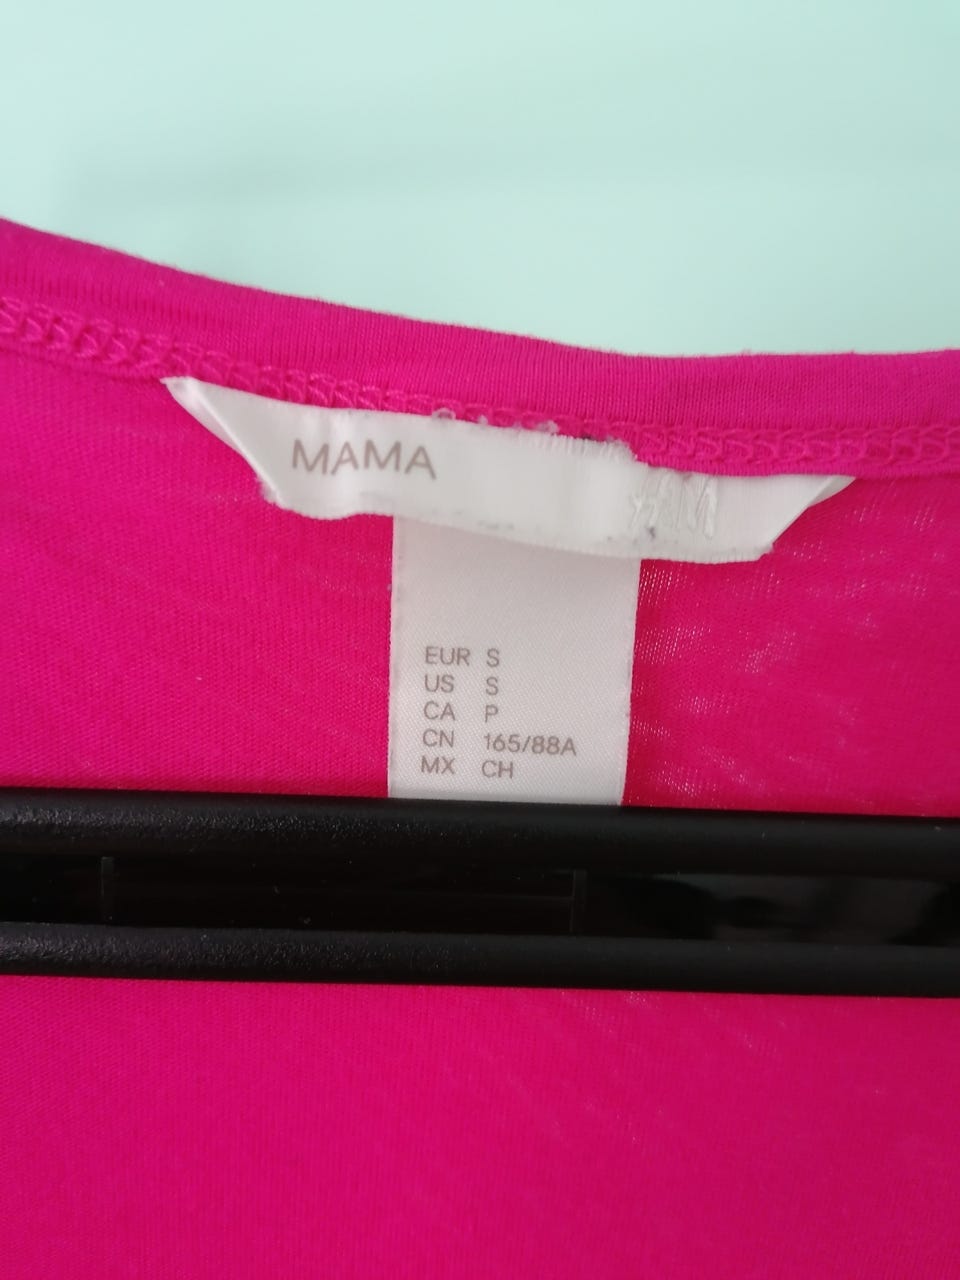 MAMA
H&M
EUR S
US S
CA P
CN 165/88A
MX CH